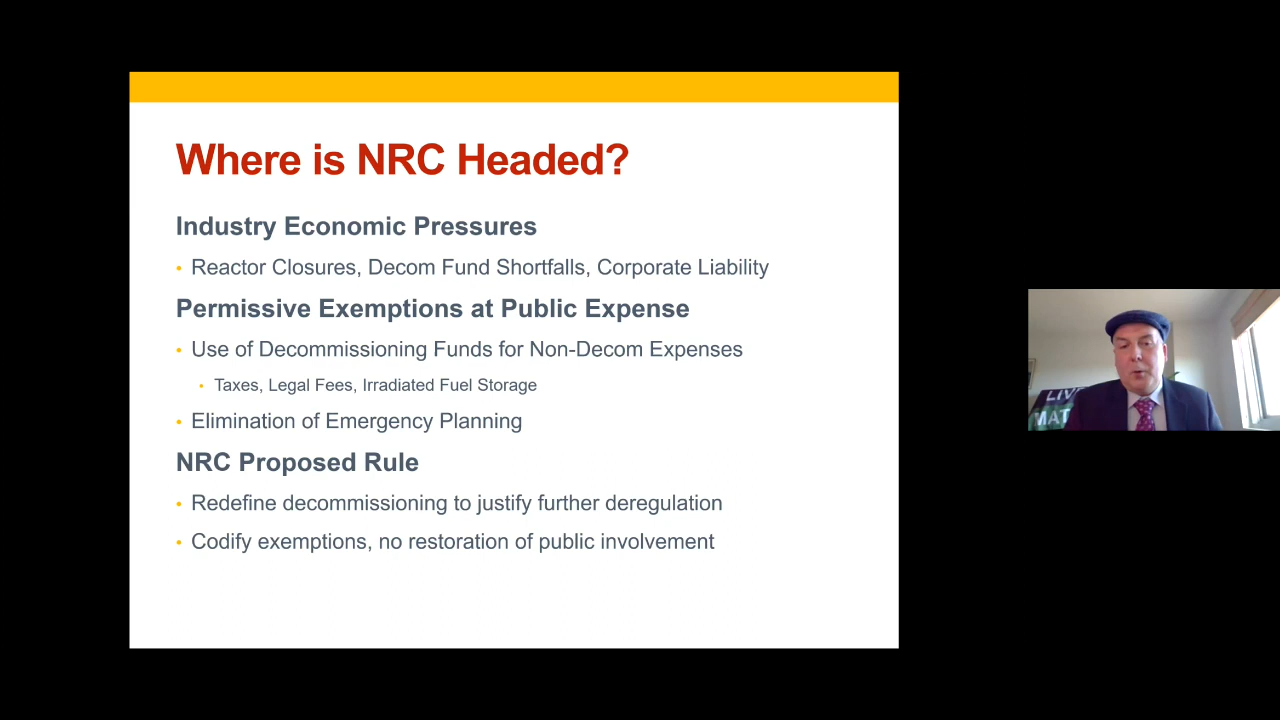 Where is NRC Headed?
Industry Economic Pressures
• Reactor Closures, Decom Fund Shortfalls, Corporate Liability
Permissive Exemptions at Public Expense
• Use of Decommissioning Funds for Non-Decom Expenses
• Taxes, Legal Fees, Irradiated Fuel Storage
• Elimination of Emergency Planning
NRC Proposed Rule
• Redefine decommissioning to justify further deregulation
• Codify exemptions, no restoration of public involvement